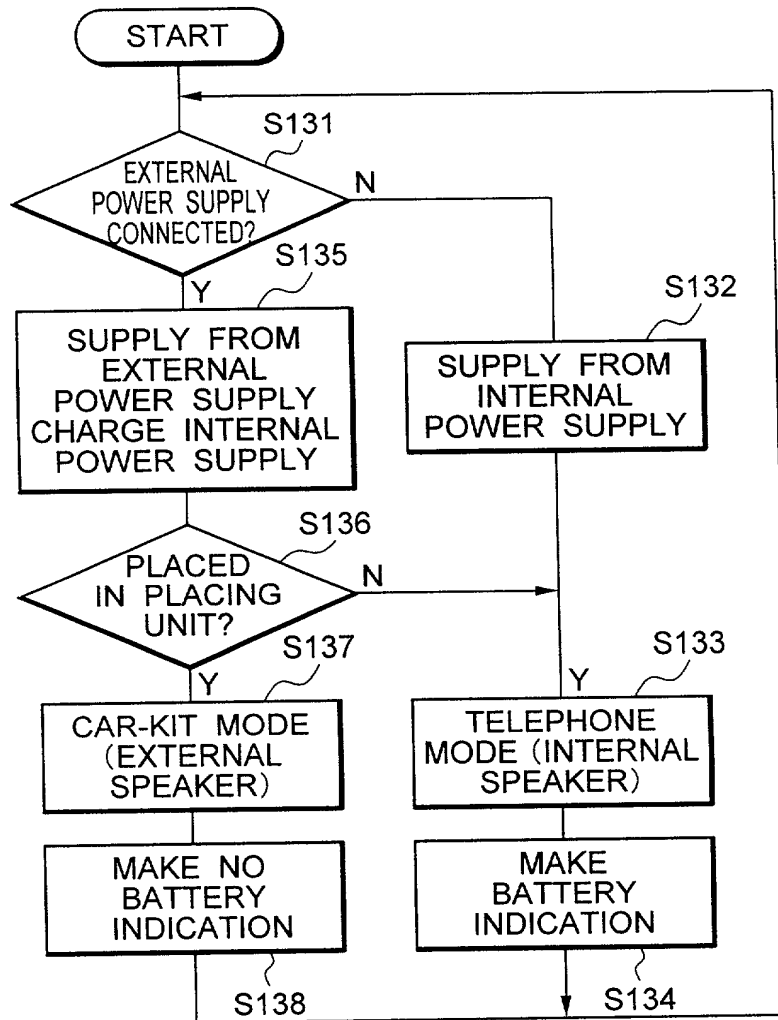 START
S131
EXTERNAL
POWER SUPPLY
CONNECTED?
N
Y
S135
SUPPLY FROM
EXTERNAL
POWER SUPPLY
CHARGE INTERNAL
POWER SUPPLY
S132
SUPPLY FROM
INTERNAL
POWER SUPPLY
S136
PLACED
IN PLACING
UNIT?
N
Y
S137
CAR-KIT MODE
(EXTERNAL
SPEAKER)
Y
S133
TELEPHONE
MODE (INTERNAL
SPEAKER)
MAKE NO
BATTERY
INDICATION
S138
MAKE
BATTERY
INDICATION
S134